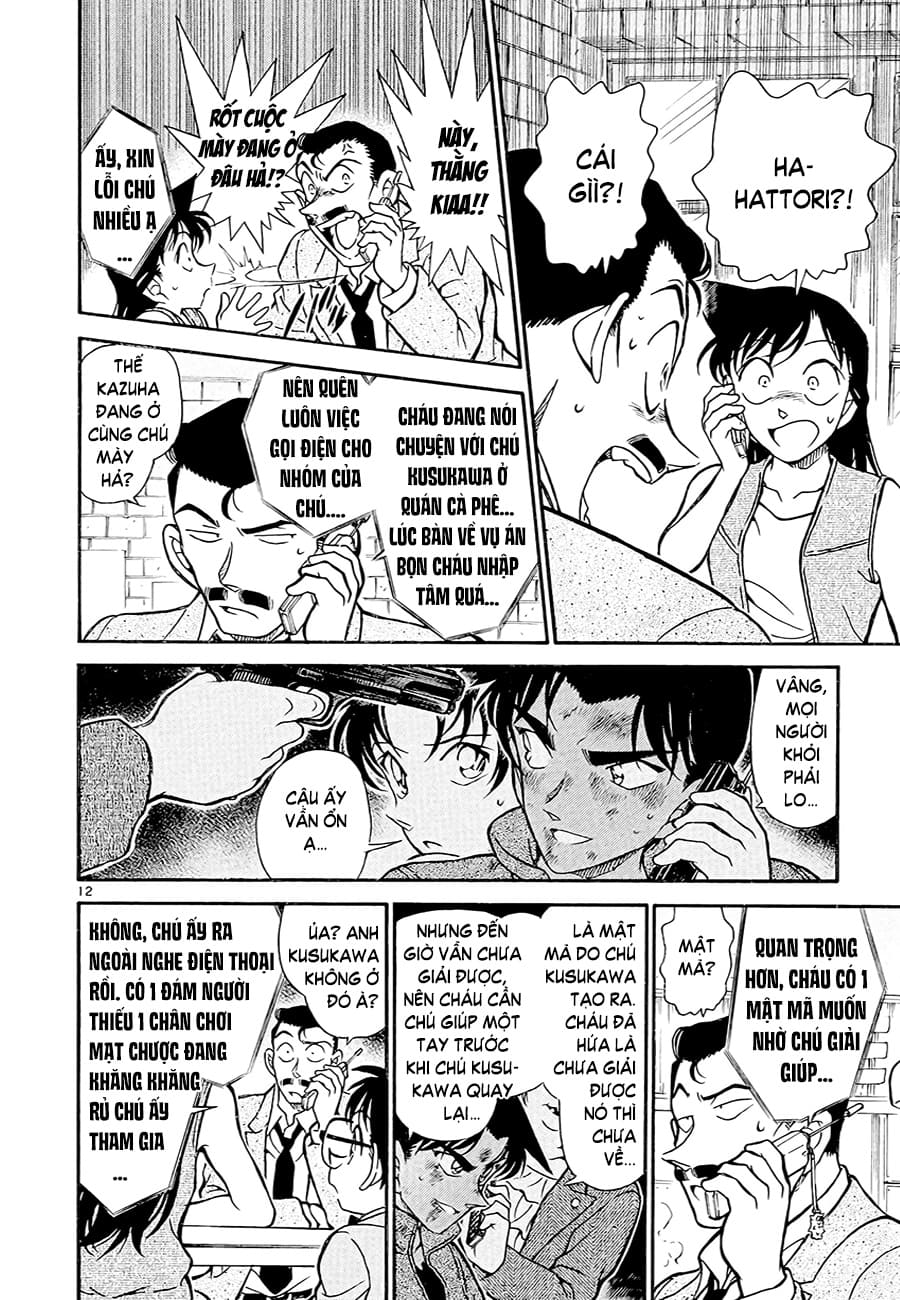 HA-
HATTORI?!
CÁI
GÌ?!
NÀY,
THẰNG
KIAA!!
RỐT CUỘC
MÀY ĐANG Ở
ĐÂU HẢ!?
ẤY, XIN
LỖI CHÚ
NHIỀU Ạ
...
CHÁU ĐANG NÓI
CHUYỆN VỚI CHÚ
KUSUKAWA Ở
QUÁN CÀ PHÊ...
LÚC BÀN VỀ VỤ ÁN
BỌN CHÁU NHẬP
TÂM QUÁ...
NÊN QUÊN
LUÔN VIỆC
GỌI ĐIỆN CHO
NHÓM CỦA
CHÚ....
THẾ
KAZUHA
ĐANG Ở
CÙNG CHÚ
MÀY
HẢ?
VÂNG,
MỌI
NGƯỜI
KHỎI
PHẢI
LO...
CẬU ẤY
VẪN ỔN
Ạ...
12
QUAN TRỌNG
HƠN, CHÁU CÓ 1
MẬT MÃ MUỐN
NHỜ CHÚ GIẢI
GIÚP...
MẬT
MÃ?
LÀ MẬT
MÃ DO CHÚ
KUSUKAWA
TẠO RA.
CHÁU ĐÃ
HỨA LÀ
CHƯA GIẢI
ĐƯỢC
NÓ THÌ
CHƯA
VỀ...
NHƯNG ĐẾN
GIỜ VẪN CHƯA
GIẢI ĐƯỢC,
NÊN CHÁU CẦN
CHÚ GIÚP MỘT
TAY TRƯỚC
KHI CHÚ KUSU-
KAWA QUAY
LẠI...
ỦA? ANH
KUSUKAWA
KHÔNG Ở
ĐÓ À?
KHÔNG, CHÚ ẤY RA
NGOÀI NGHE ĐIỆN THOẠI
RỒI. CÓ 1 ĐÁM NGƯỜI
THIẾU 1 CHÂN CHƠI
MẠT CHƯỢC ĐANG
KHĂNG KHĂNG
RỦ CHÚ ẤY
THAM GIA
...